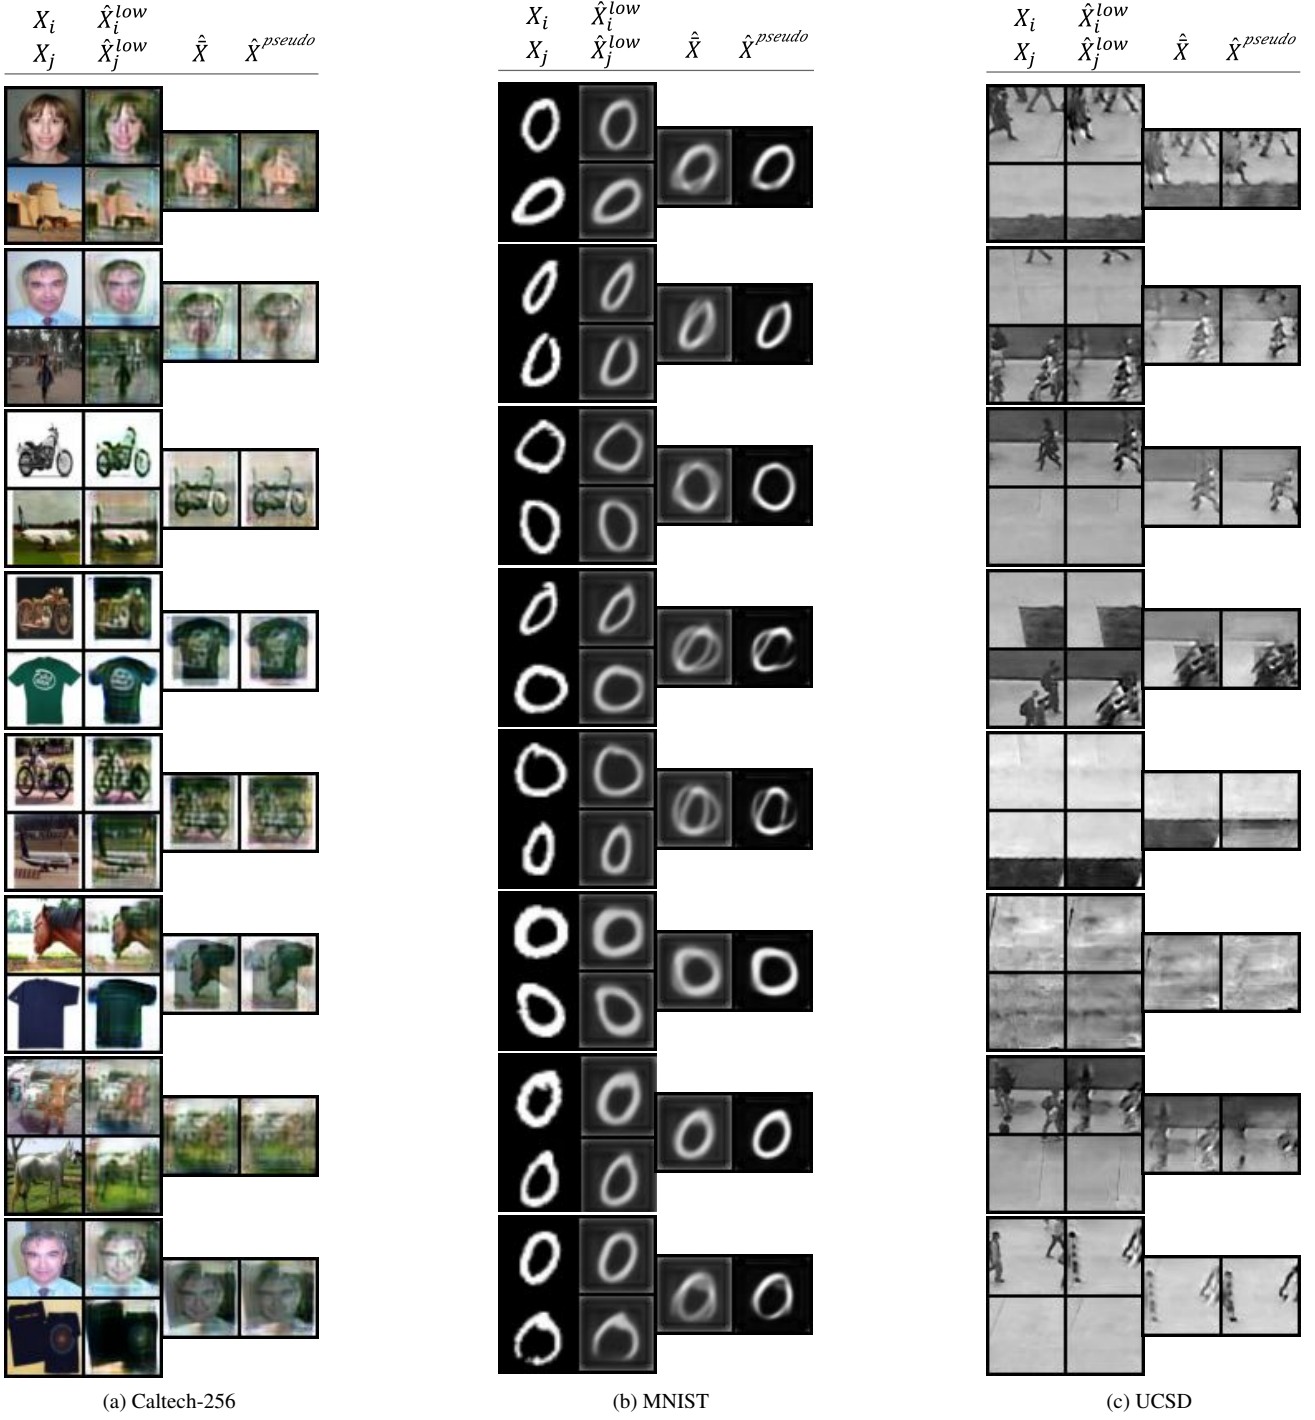 X_i X̂_i^{low}
X_j X̂_j^{low} X̄̂ X̂^{pseudo}
X_i X̂_i^{low}
X_j X̂_j^{low} X̄̂ X̂^{pseudo}
X_i X̂_i^{low}
X_j X̂_j^{low} X̄̂ X̂^{pseudo}
(a) Caltech-256
(b) MNIST
(c) UCSD